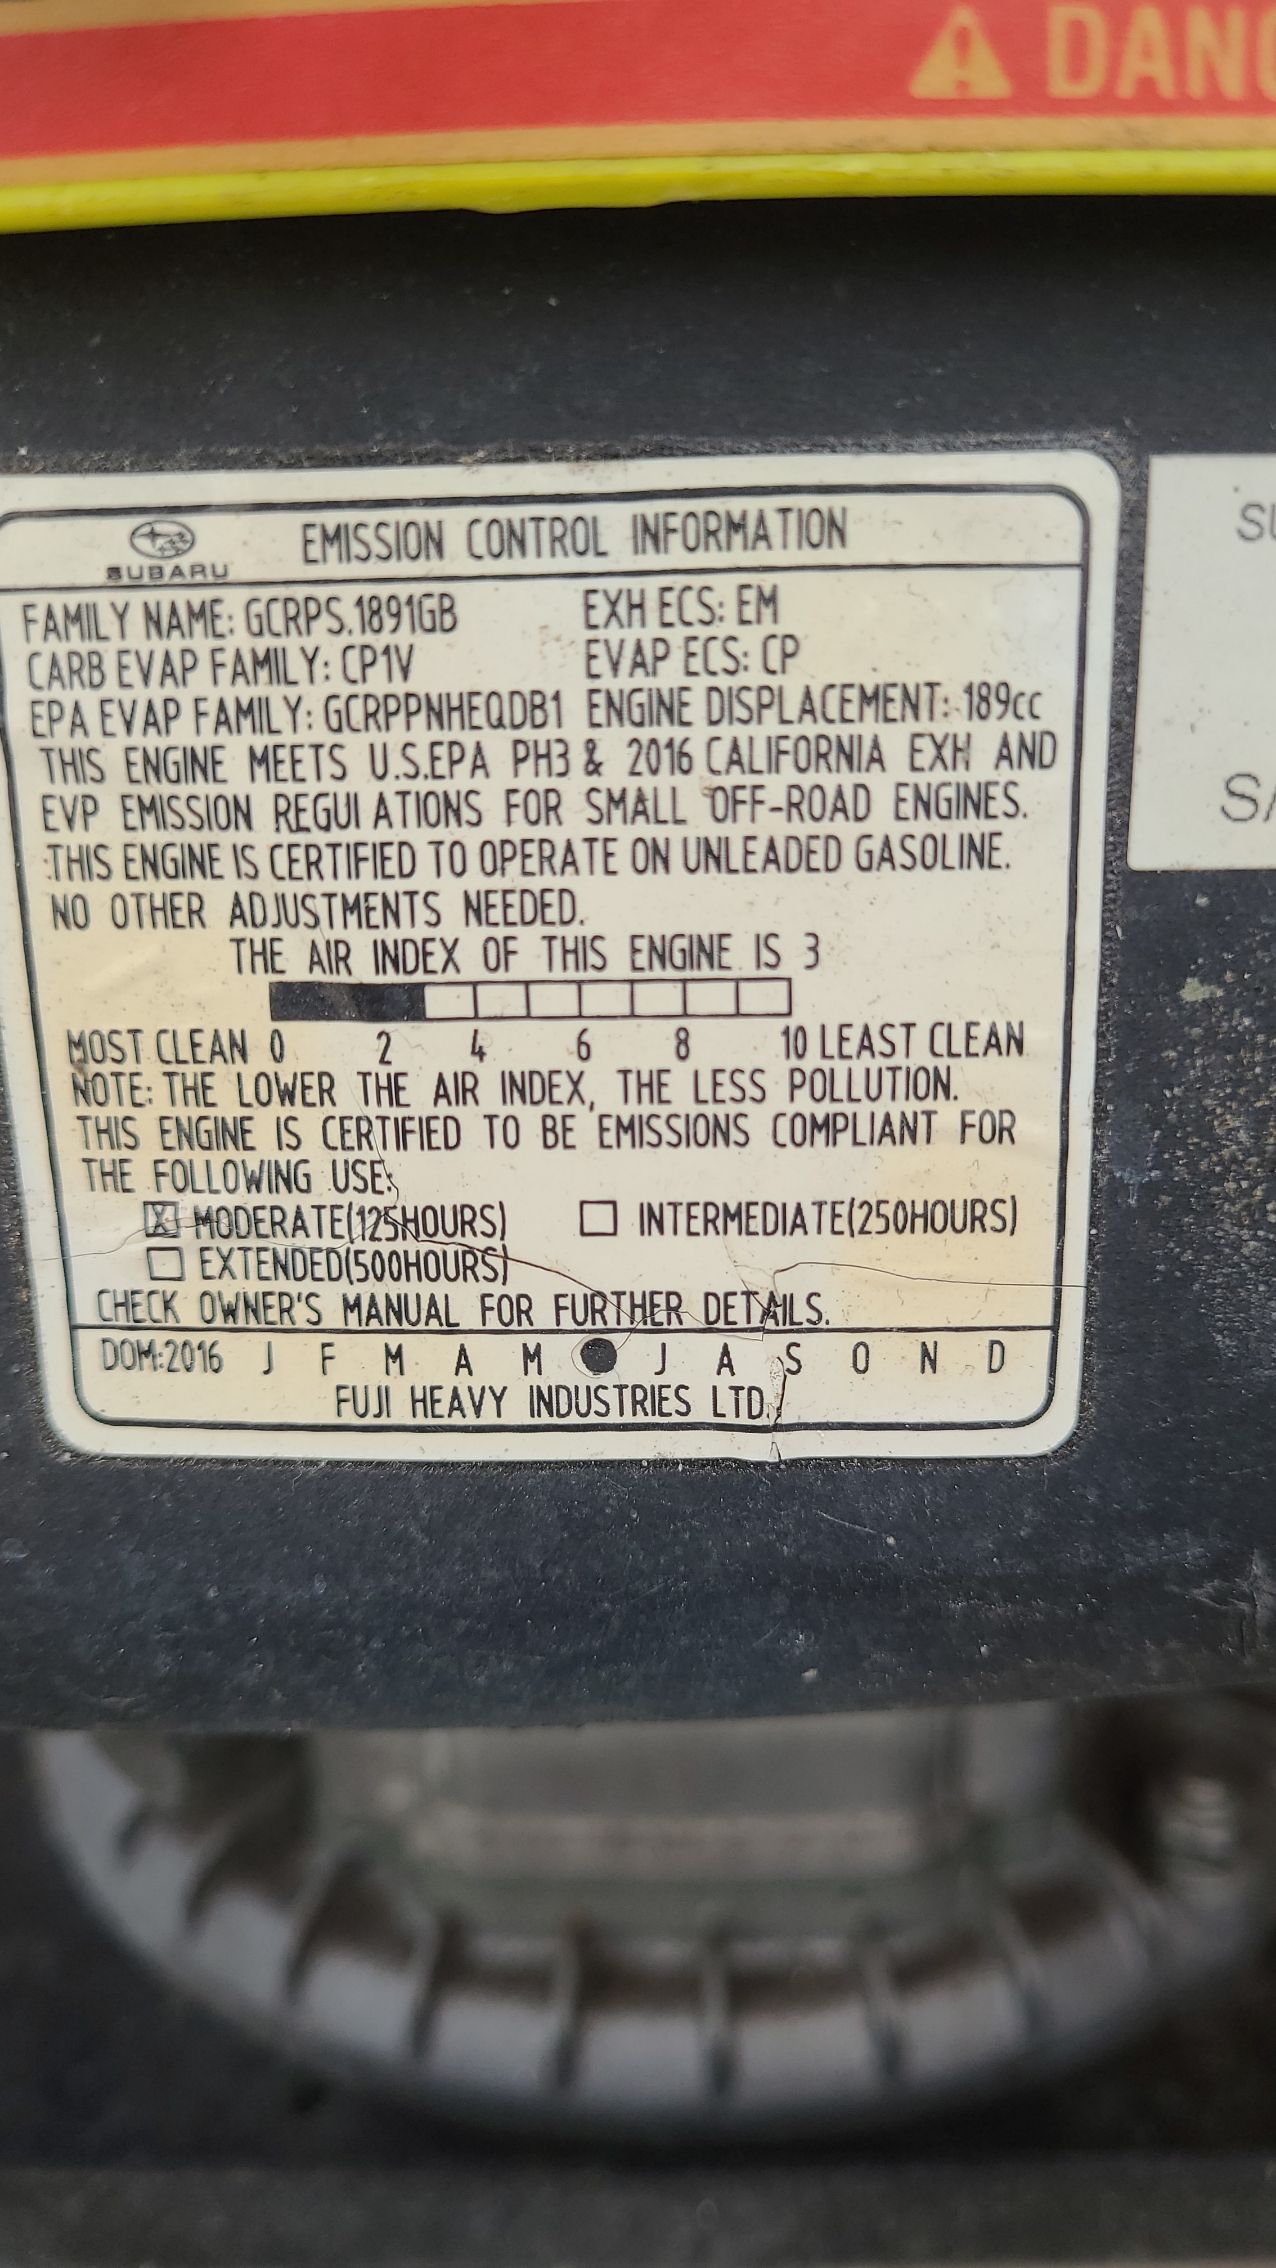 DANG
SUBARU
EMISSION CONTROL INFORMATION
FAMILY NAME: GCRPS.1891GB EXH ECS: EM
CARB EVAP FAMILY: CP1V EVAP ECS: CP
EPA EVAP FAMILY: GCRPPNHEQDB1 ENGINE DISPLACEMENT: 189cc
THIS ENGINE MEETS U.S.EPA PH3 & 2016 CALIFORNIA EXH AND
EVP EMISSION REGULATIONS FOR SMALL OFF-ROAD ENGINES.
THIS ENGINE IS CERTIFIED TO OPERATE ON UNLEADED GASOLINE.
NO OTHER ADJUSTMENTS NEEDED.
THE AIR INDEX OF THIS ENGINE IS 3
MOST CLEAN 0 2 4 6 8 10 LEAST CLEAN
NOTE: THE LOWER THE AIR INDEX, THE LESS POLLUTION.
THIS ENGINE IS CERTIFIED TO BE EMISSIONS COMPLIANT FOR
THE FOLLOWING USE:
☒ MODERATE(125HOURS) ☐ INTERMEDIATE(250HOURS)
☐ EXTENDED(500HOURS)
CHECK OWNER'S MANUAL FOR FURTHER DETAILS.
DOM:2016 J F M A M ● J A S O N D
FUJI HEAVY INDUSTRIES LTD.
SU